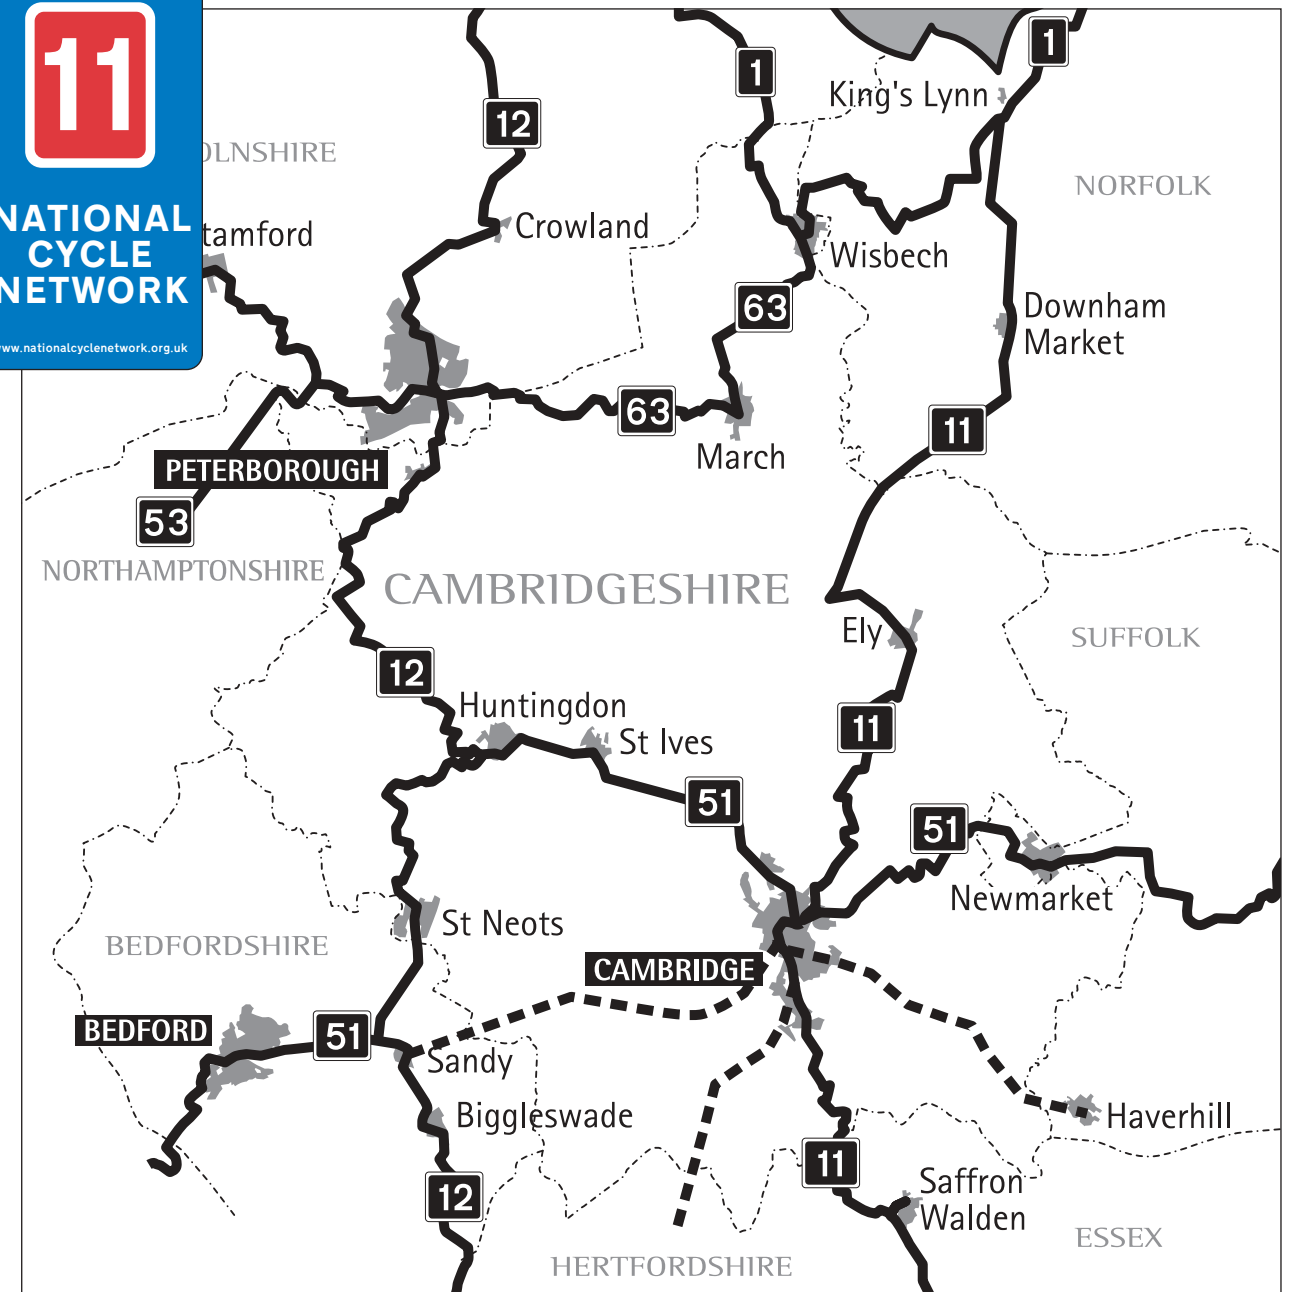 11
NATIONAL
CYCLE
NETWORK
www.nationalcyclenetwork.org.uk
12
1
1
King's Lynn
OLNSHIRE
NORFOLK
tamford
Crowland
Wisbech
63
Downham
Market
63
11
March
PETERBOROUGH
53
NORTHAMPTONSHIRE
CAMBRIDGESHIRE
Ely
SUFFOLK
12
Huntingdon
St Ives
11
51
51
Newmarket
St Neots
BEDFORDSHIRE
CAMBRIDGE
BEDFORD
51
Sandy
Biggleswade
Haverhill
11
12
Saffron
Walden
ESSEX
HERTFORDSHIRE